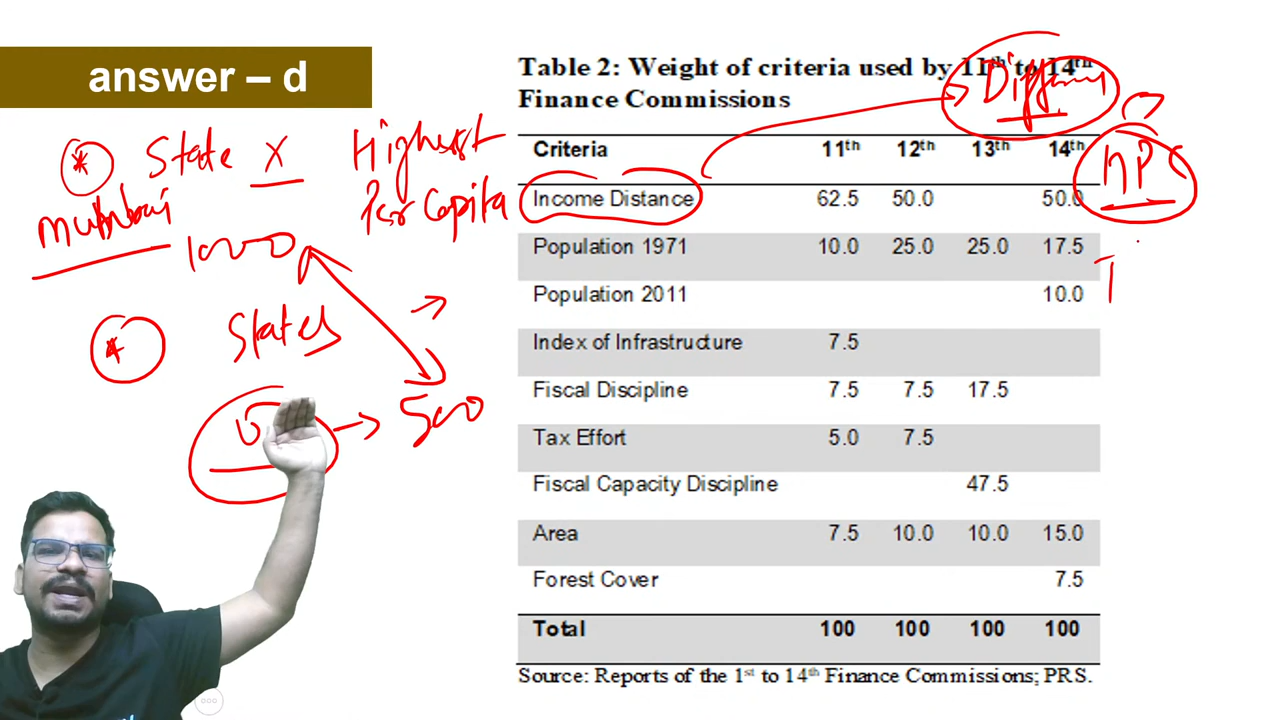 answer – d
Table 2: Weight of criteria used by 11th to 14th
Finance Commissions
Criteria 11th 12th 13th 14th
Income Distance 62.5 50.0 50.0
Population 1971 10.0 25.0 25.0 17.5
Population 2011 10.0
Index of Infrastructure 7.5
Fiscal Discipline 7.5 7.5 17.5
Tax Effort 5.0 7.5
Fiscal Capacity Discipline 47.5
Area 7.5 10.0 10.0 15.0
Forest Cover 7.5
Total 100 100 100 100
Source: Reports of the 1st to 14th Finance Commissions; PRS.
State X Highest
Per Capita
Mumbai
1000
States
500